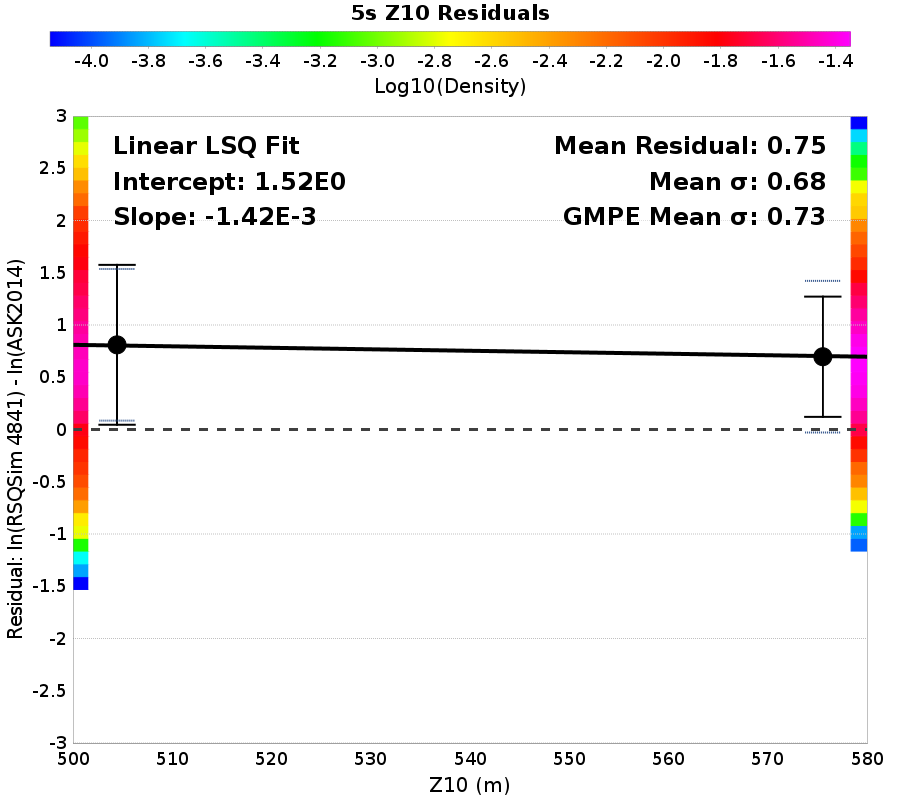 5s Z10 Residuals
-4.0 -3.8 -3.6 -3.4 -3.2 -3.0 -2.8 -2.6 -2.4 -2.2 -2.0 -1.8 -1.6 -1.4
Log10(Density)
Linear LSQ Fit
Intercept: 1.52E0
Slope: -1.42E-3
Mean Residual: 0.75
Mean σ: 0.68
GMPE Mean σ: 0.73
Residual: ln(RSQSim 4841) - ln(ASK2014)
3
2.5
2
1.5
1
0.5
0
-0.5
-1
-1.5
-2
-2.5
-3
500 510 520 530 540 550 560 570 580
Z10 (m)